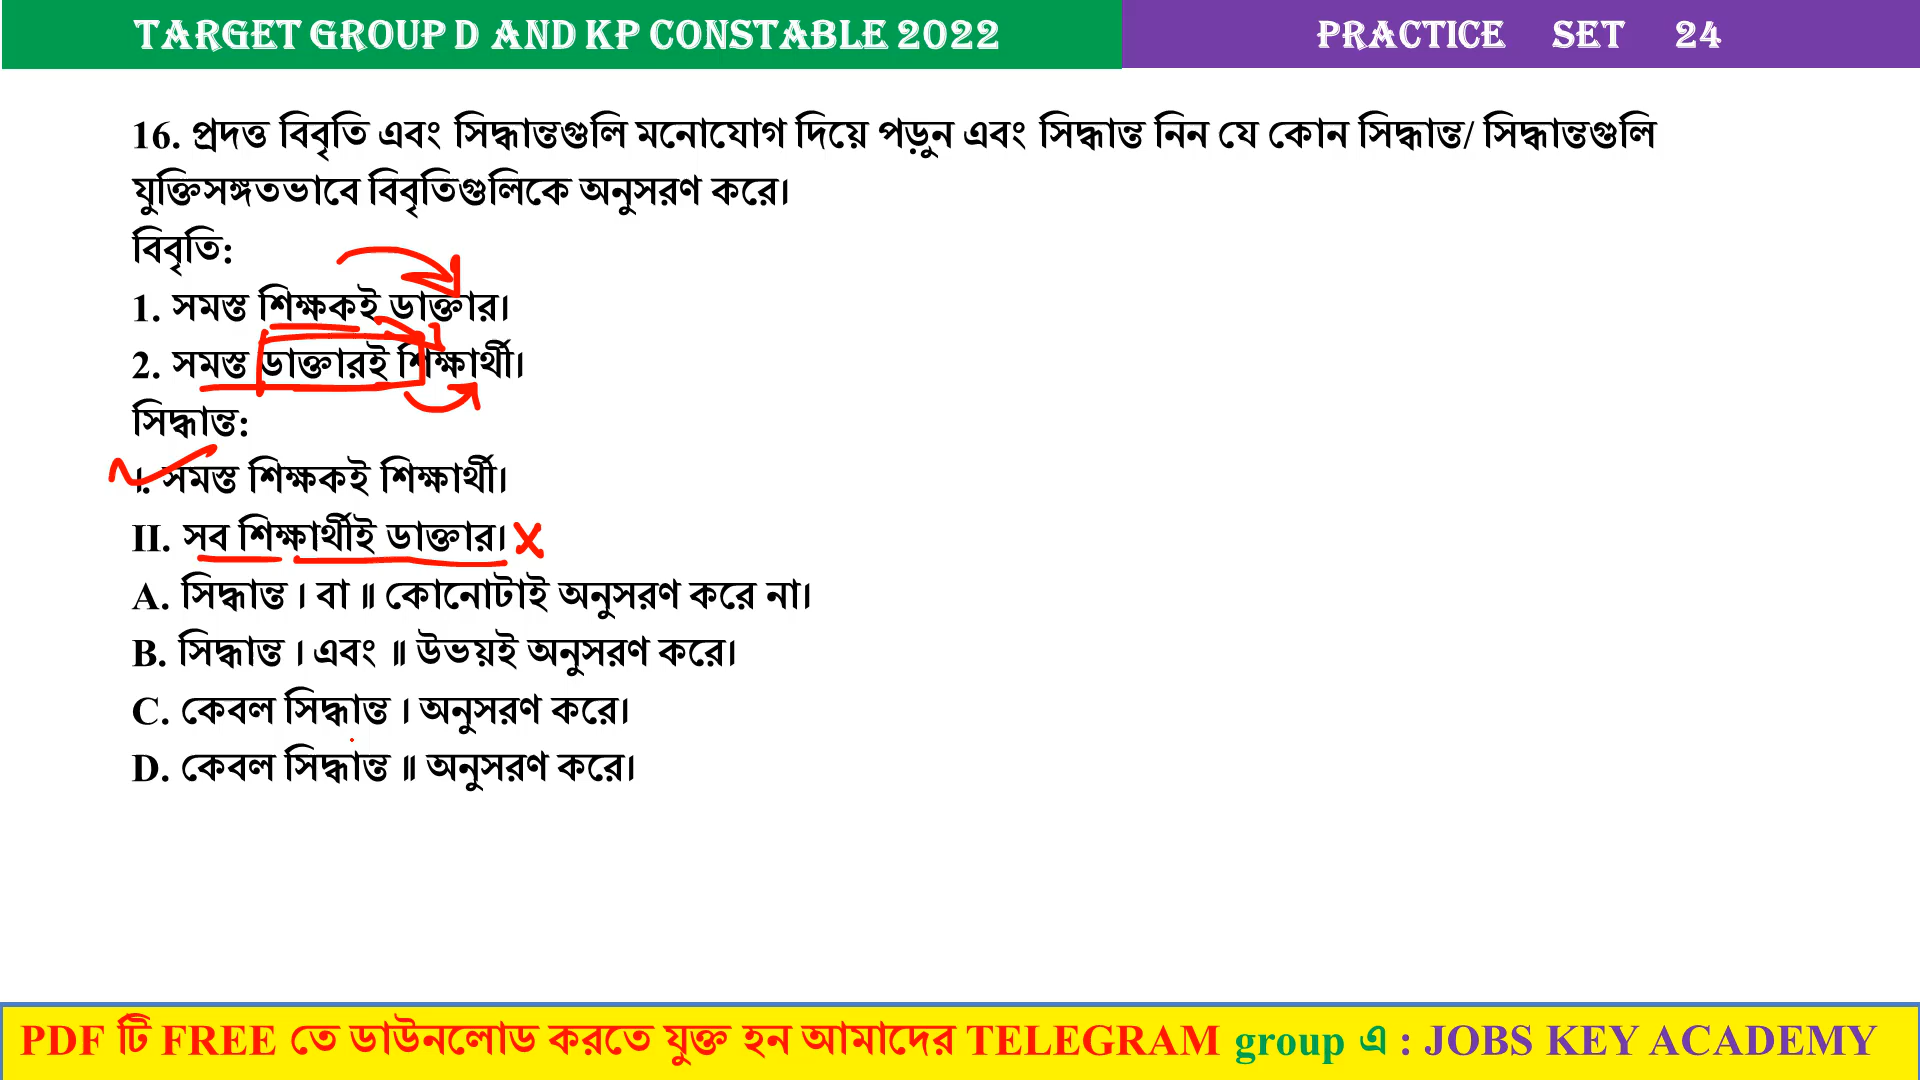 TARGET GROUP D AND KP CONSTABLE 2022
PRACTICE SET 24
16. প্রদত্ত বিবৃতি এবং সিদ্ধান্তগুলি মনোযোগ দিয়ে পড়ুন এবং সিদ্ধান্ত নিন যে কোন সিদ্ধান্ত/ সিদ্ধান্তগুলি
যুক্তিসঙ্গতভাবে বিবৃতিগুলিকে অনুসরণ করে।
বিবৃতি:
1. সমস্ত শিক্ষকই ডাক্তার।
2. সমস্ত ডাক্তারই শিক্ষার্থী।
সিদ্ধান্ত:
।. সমস্ত শিক্ষকই শিক্ষার্থী।
II. সব শিক্ষার্থীই ডাক্তার।
A. সিদ্ধান্ত । বা ॥ কোনোটাই অনুসরণ করে না।
B. সিদ্ধান্ত । এবং ॥ উভয়ই অনুসরণ করে।
C. কেবল সিদ্ধান্ত । অনুসরণ করে।
D. কেবল সিদ্ধান্ত ॥ অনুসরণ করে।
PDF টি FREE তে ডাউনলোড করতে যুক্ত হন আমাদের TELEGRAM group এ : JOBS KEY ACADEMY